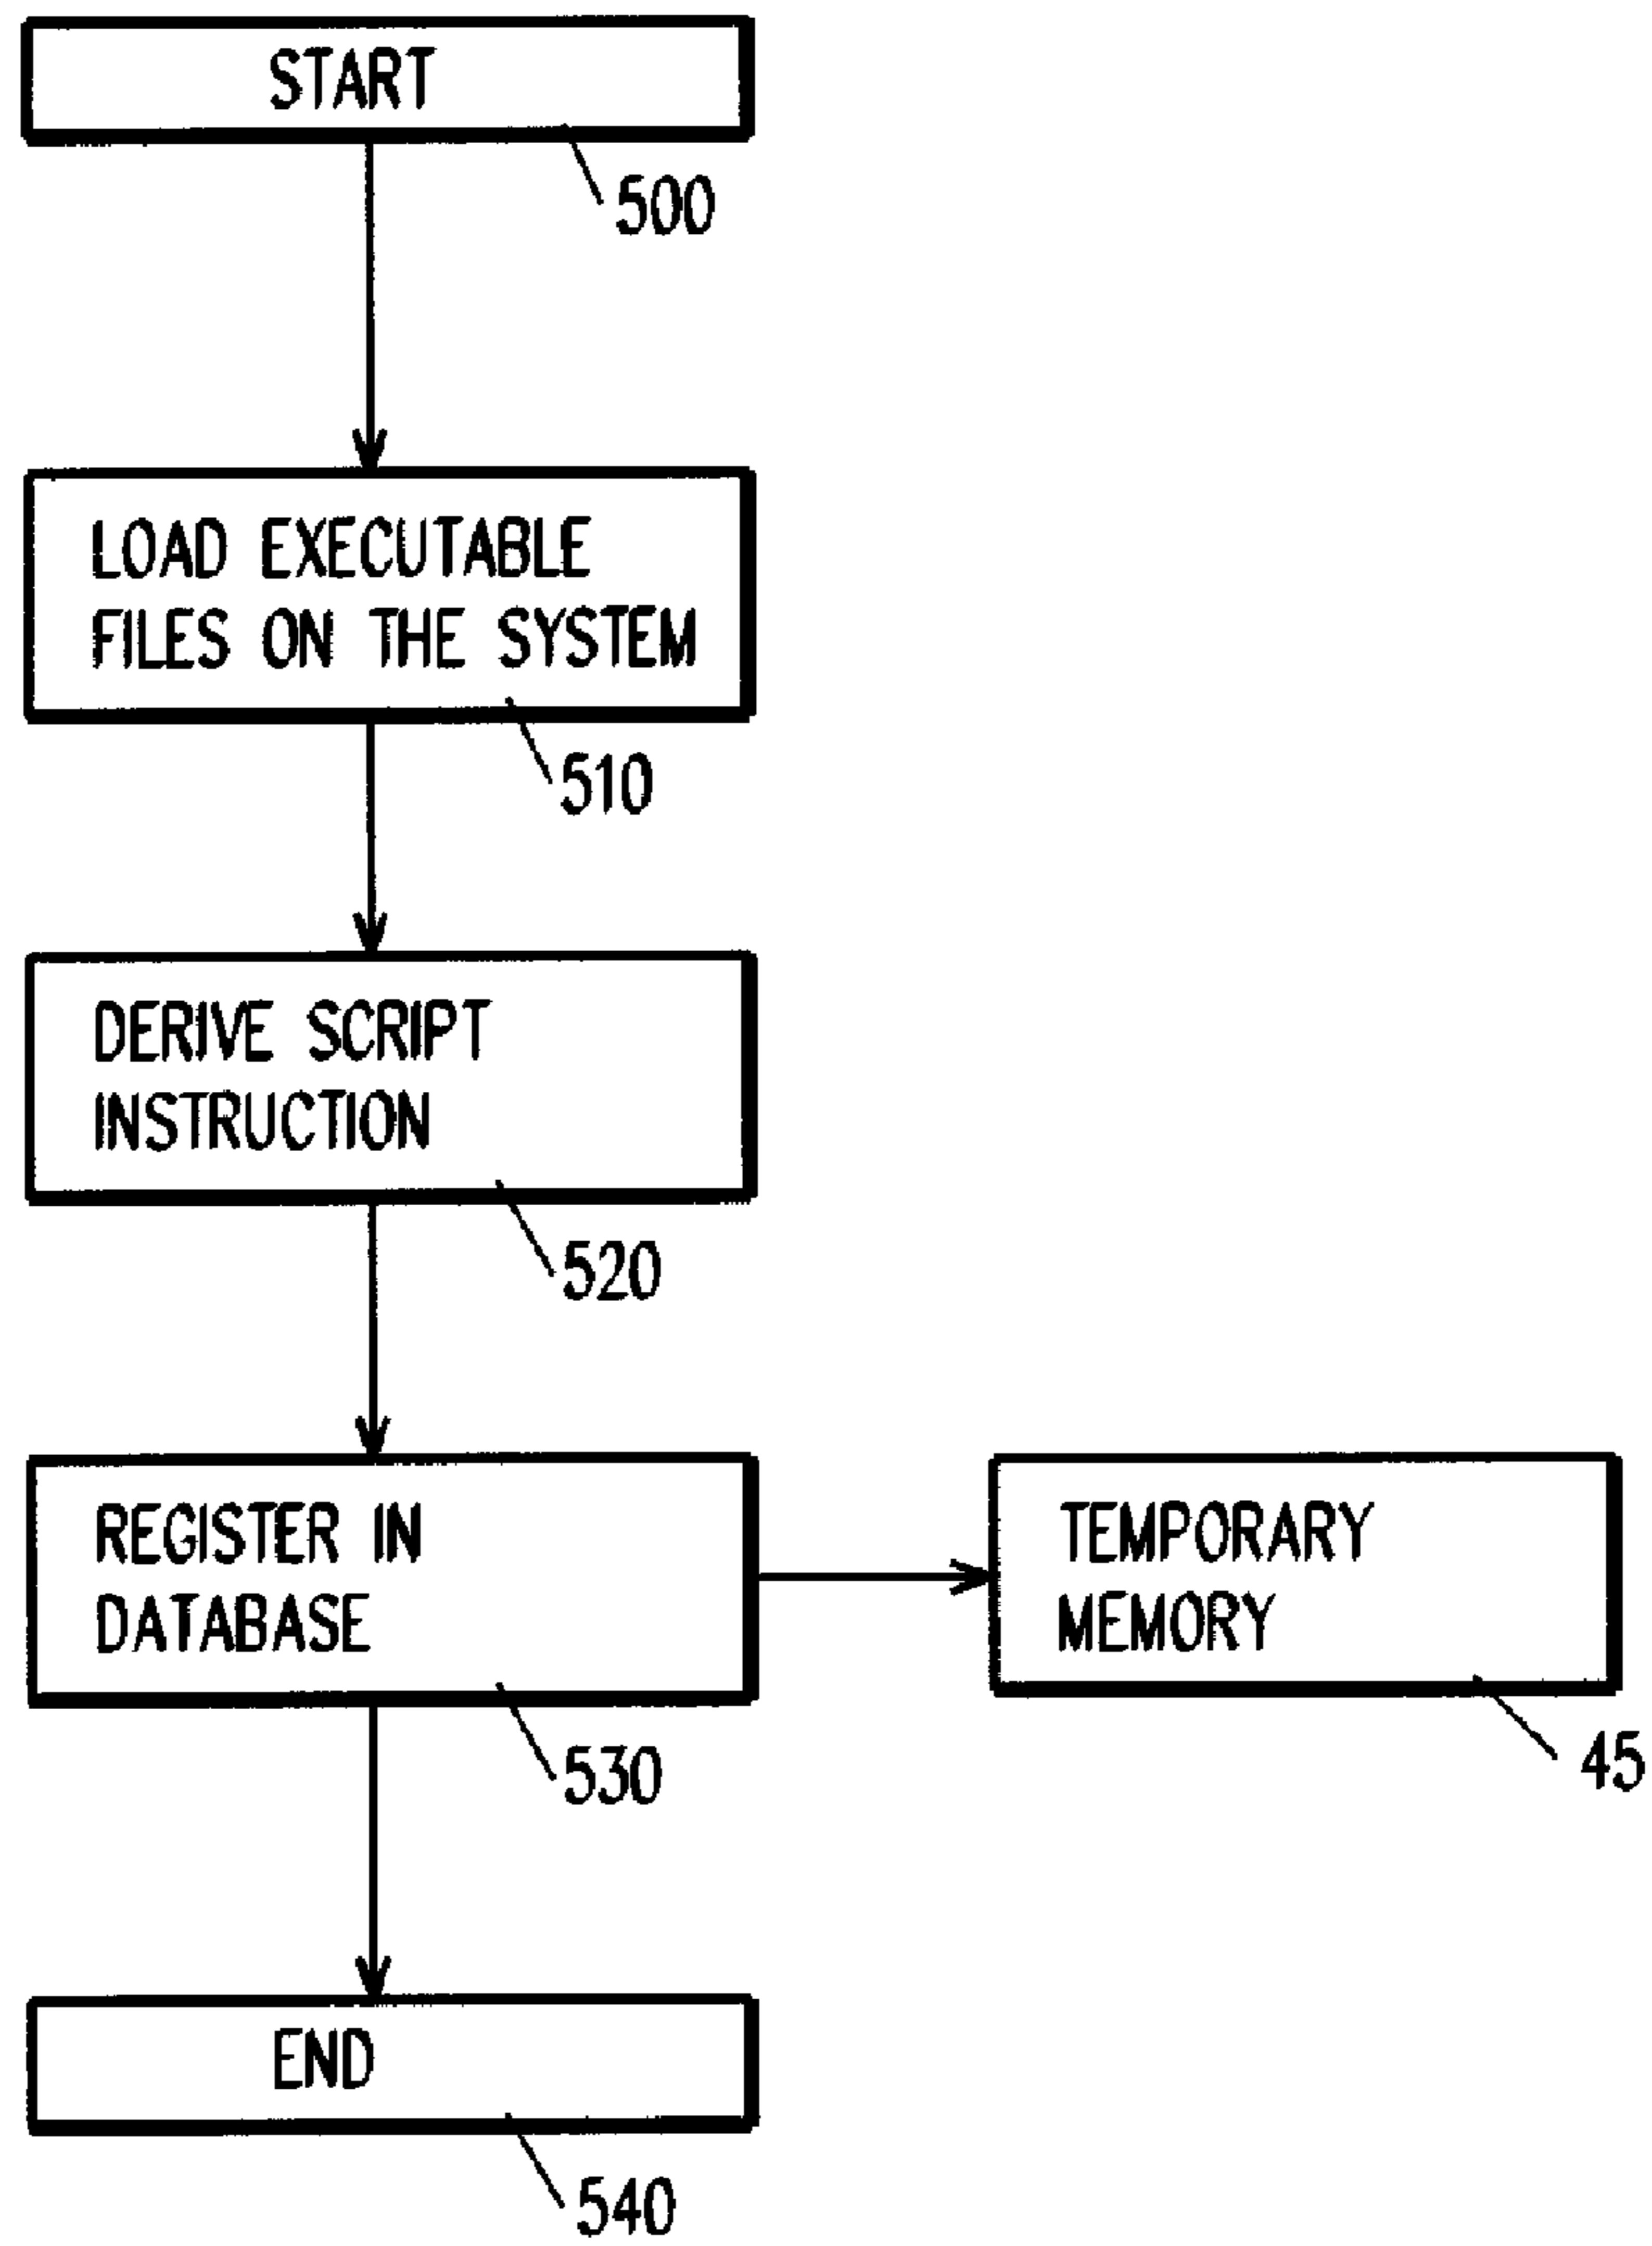 START
500
LOAD EXECUTABLE
FILES ON THE SYSTEM
510
DERIVE SCRIPT
INSTRUCTION
520
REGISTER IN
DATABASE
530
TEMPORARY
MEMORY
45
END
540